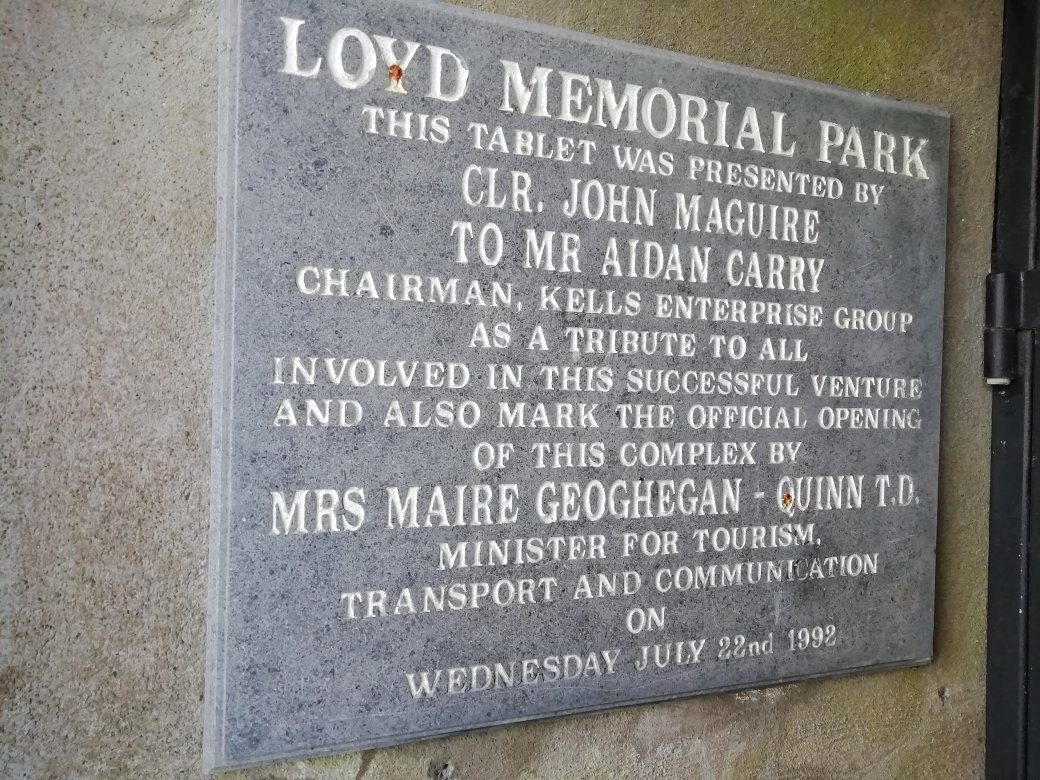 LOYD MEMORIAL PARK
THIS TABLET WAS PRESENTED BY
CLR. JOHN MAGUIRE
TO MR AIDAN CARRY
CHAIRMAN, KELLS ENTERPRISE GROUP
AS A TRIBUTE TO ALL
INVOLVED IN THIS SUCCESSFUL VENTURE
AND ALSO MARK THE OFFICIAL OPENING
OF THIS COMPLEX BY
MRS MAIRE GEOGHEGAN - QUINN T.D.
MINISTER FOR TOURISM,
TRANSPORT AND COMMUNICATION
ON
WEDNESDAY JULY 22nd 1992